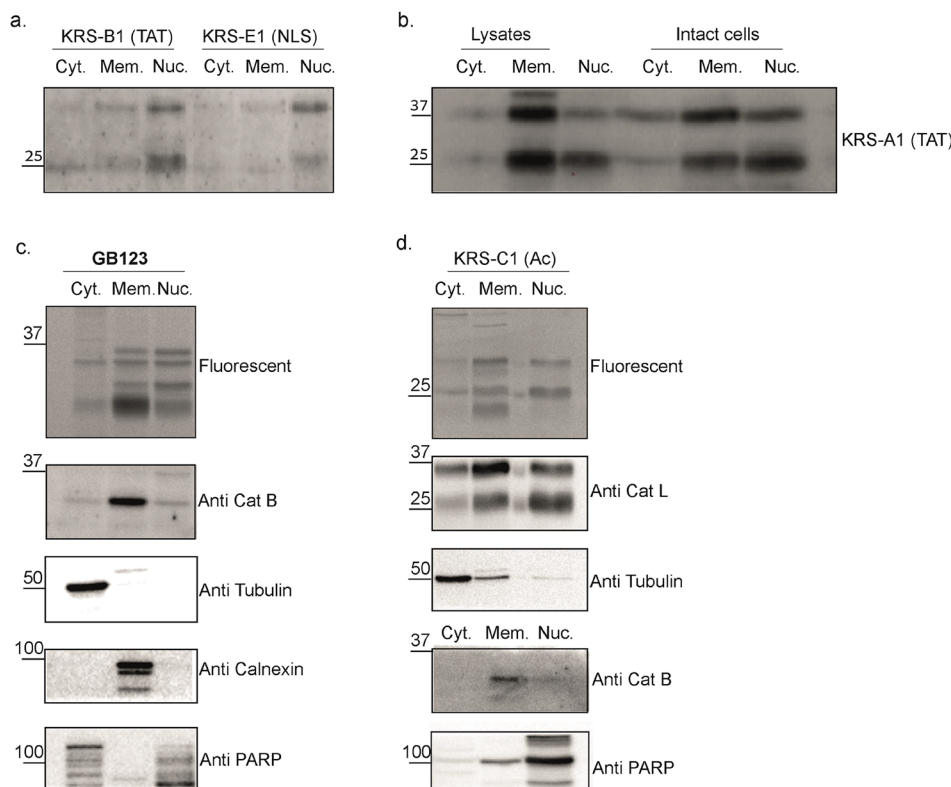 a.
KRS-B1 (TAT) KRS-E1 (NLS)
Cyt. Mem. Nuc. Cyt. Mem. Nuc.
25
b.
Lysates Intact cells
Cyt. Mem. Nuc. Cyt. Mem. Nuc.
37
25
KRS-A1 (TAT)
c.
GB123
Cyt. Mem. Nuc.
37
Fluorescent
37
Anti Cat B
50
Anti Tubulin
100
Anti Calnexin
100
Anti PARP
d.
KRS-C1 (Ac)
Cyt. Mem. Nuc.
25
Fluorescent
37
25
Anti Cat L
50
Anti Tubulin
Cyt. Mem. Nuc.
37
Anti Cat B
100
Anti PARP